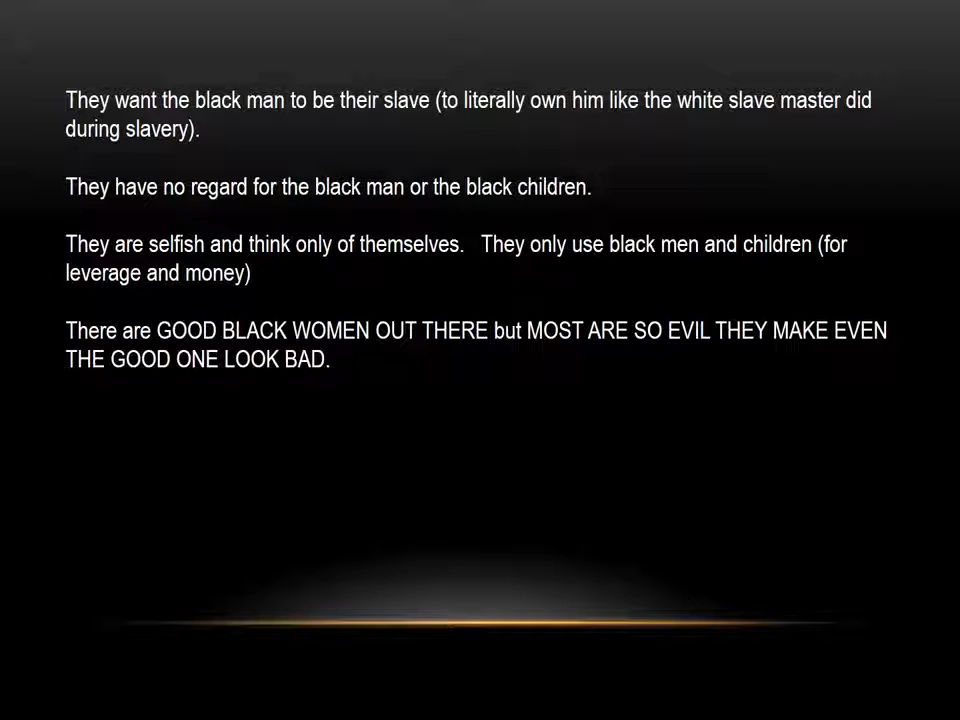 They want the black man to be their slave (to literally own him like the white slave master did
during slavery).
They have no regard for the black man or the black children.
They are selfish and think only of themselves.   They only use black men and children (for
leverage and money)
There are GOOD BLACK WOMEN OUT THERE but MOST ARE SO EVIL THEY MAKE EVEN
THE GOOD ONE LOOK BAD.